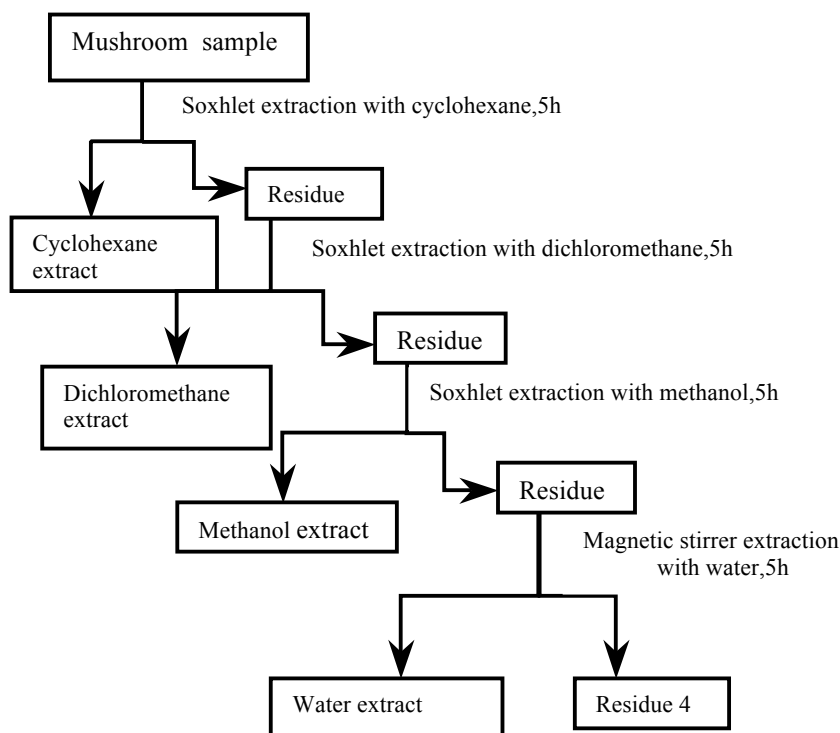 Mushroom sample
Soxhlet extraction with cyclohexane,5h
Residue
Cyclohexane
extract
Soxhlet extraction with dichloromethane,5h
Residue
Dichloromethane
extract
Soxhlet extraction with methanol,5h
Residue
Methanol extract
Magnetic stirrer extraction
with water,5h
Water extract
Residue 4